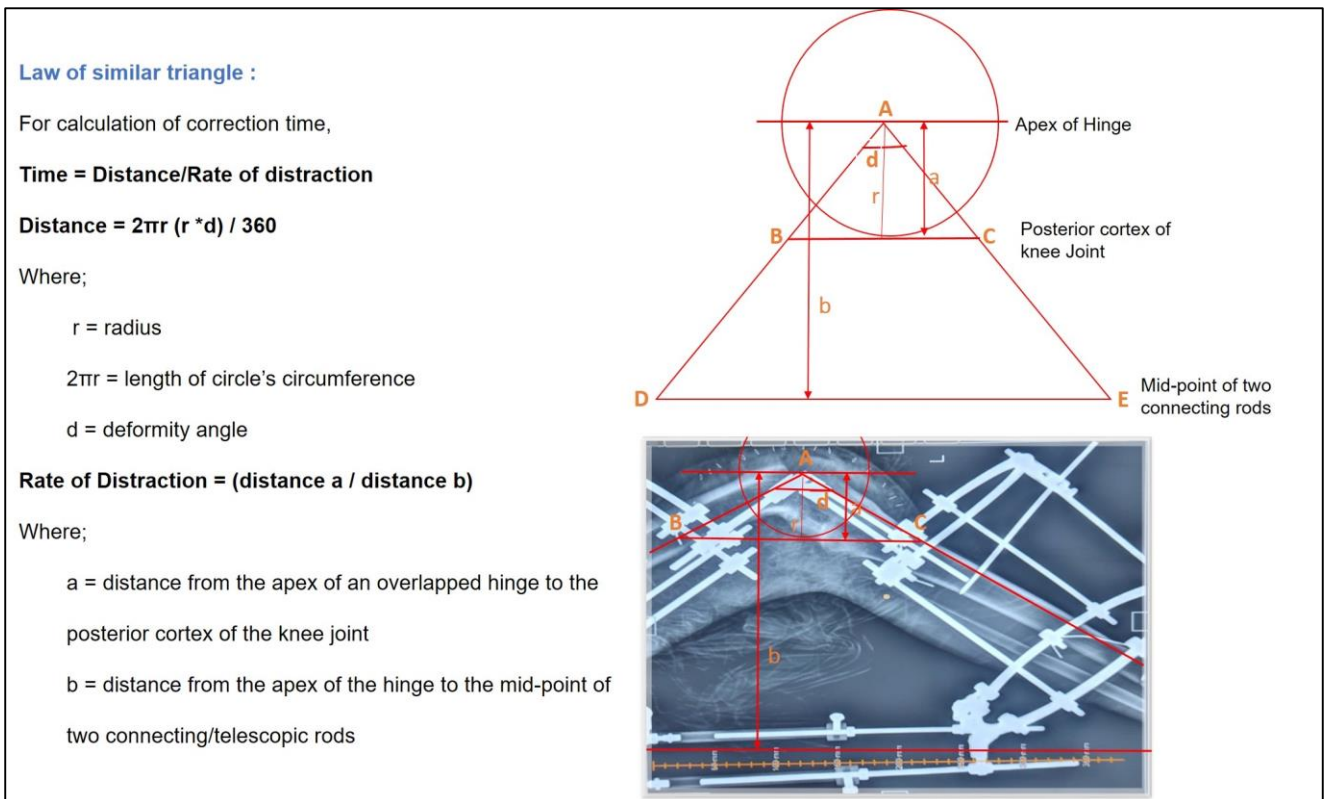 Law of similar triangle :
For calculation of correction time,
Time = Distance/Rate of distraction
Distance = 2πr (r *d) / 360
Where;
r = radius
2πr = length of circle's circumference
d = deformity angle
Rate of Distraction = (distance a / distance b)
Where;
a = distance from the apex of an overlapped hinge to the
posterior cortex of the knee joint
b = distance from the apex of the hinge to the mid-point of
two connecting/telescopic rods
A
Apex of Hinge
d
a
r
B
C
Posterior cortex of
knee Joint
b
D
E
Mid-point of two
connecting rods
A
d
a
r
B
C
b